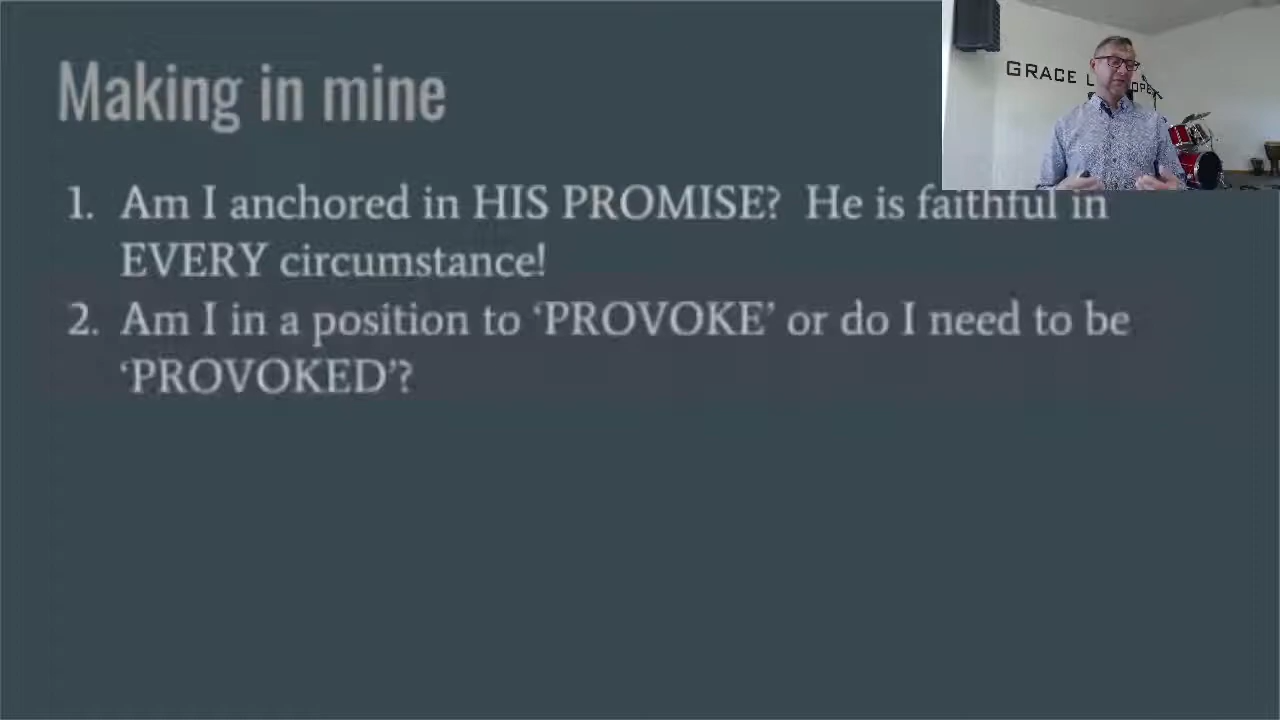 Making in mine
GRACE
1. Am I anchored in HIS PROMISE? He is faithful in
EVERY circumstance!
2. Am I in a position to ‘PROVOKE’ or do I need to be
‘PROVOKED’?